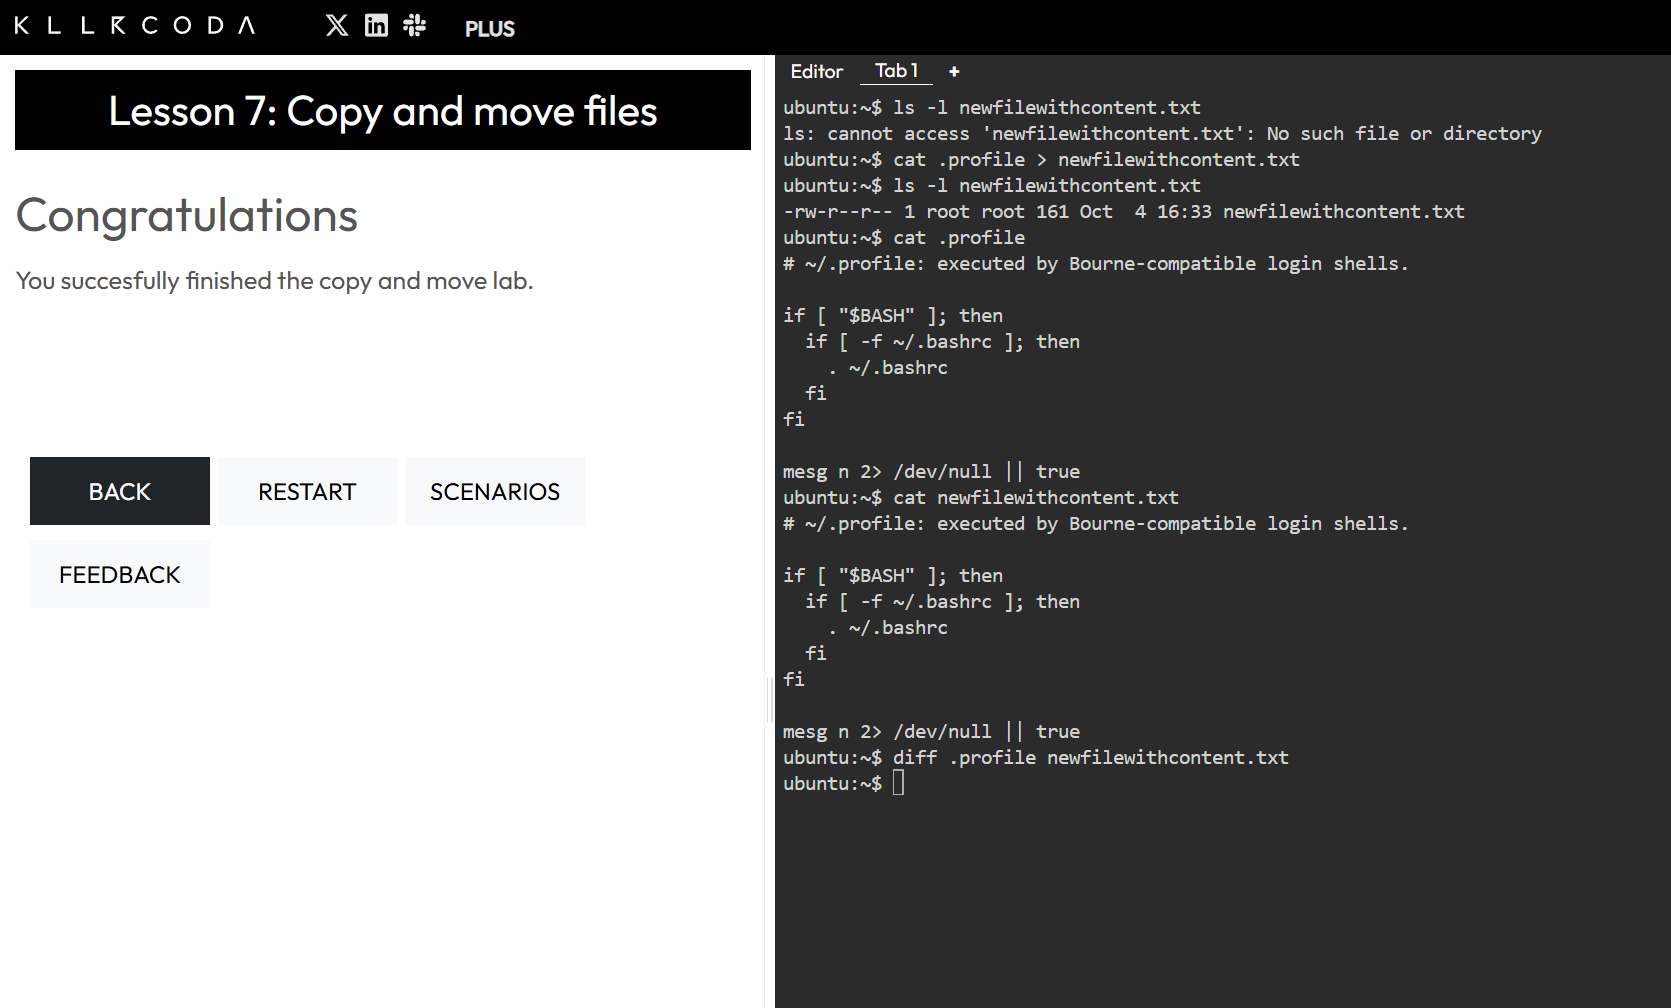 KLLRCODA
PLUS
Lesson 7: Copy and move files
Congratulations
You succesfully finished the copy and move lab.
BACK
RESTART
SCENARIOS
FEEDBACK
Editor
Tab 1
+
ubuntu:~$ ls -l newfilewithcontent.txt
ls: cannot access 'newfilewithcontent.txt': No such file or directory
ubuntu:~$ cat .profile > newfilewithcontent.txt
ubuntu:~$ ls -l newfilewithcontent.txt
-rw-r--r-- 1 root root 161 Oct  4 16:33 newfilewithcontent.txt
ubuntu:~$ cat .profile
# ~/.profile: executed by Bourne-compatible login shells.
if [ "$BASH" ]; then
  if [ -f ~/.bashrc ]; then
    . ~/.bashrc
  fi
fi
mesg n 2> /dev/null || true
ubuntu:~$ cat newfilewithcontent.txt
# ~/.profile: executed by Bourne-compatible login shells.
if [ "$BASH" ]; then
  if [ -f ~/.bashrc ]; then
    . ~/.bashrc
  fi
fi
mesg n 2> /dev/null || true
ubuntu:~$ diff .profile newfilewithcontent.txt
ubuntu:~$